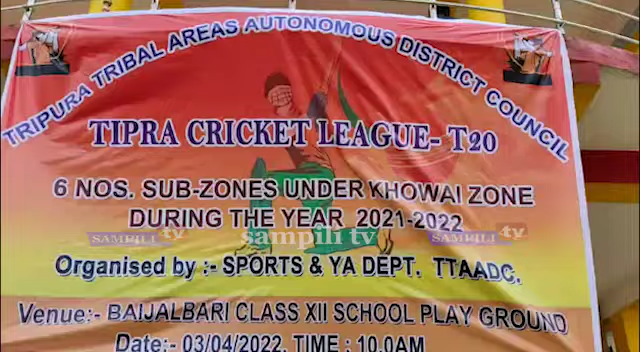 TRIPURA TRIBAL AREAS AUTONOMOUS DISTRICT COUNCIL
TIPRA CRICKET LEAGUE- T20
6 NOS. SUB-ZONES UNDER KHOWAI ZONE
DURING THE YEAR 2021-2022
SAMPILI tv sampili tv SAMPILI tv
Organised by :- SPORTS & YA DEPT. TTAADC.
Venue:- BAIJALBARI CLASS XII SCHOOL PLAY GROUND
Date:- 03/04/2022, TIME : 10.0AM